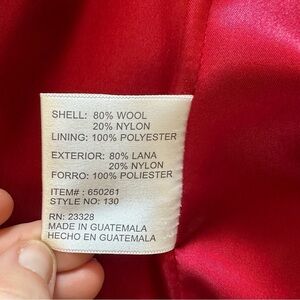 SHELL: 80% WOOL
20% NYLON
LINING: 100% POLYESTER
EXTERIOR: 80% LANA
20% NYLON
FORRO: 100% POLIESTER
ITEM#: 650261
STYLE NO: 130
RN: 23328
MADE IN GUATEMALA
HECHO EN GUATEMALA